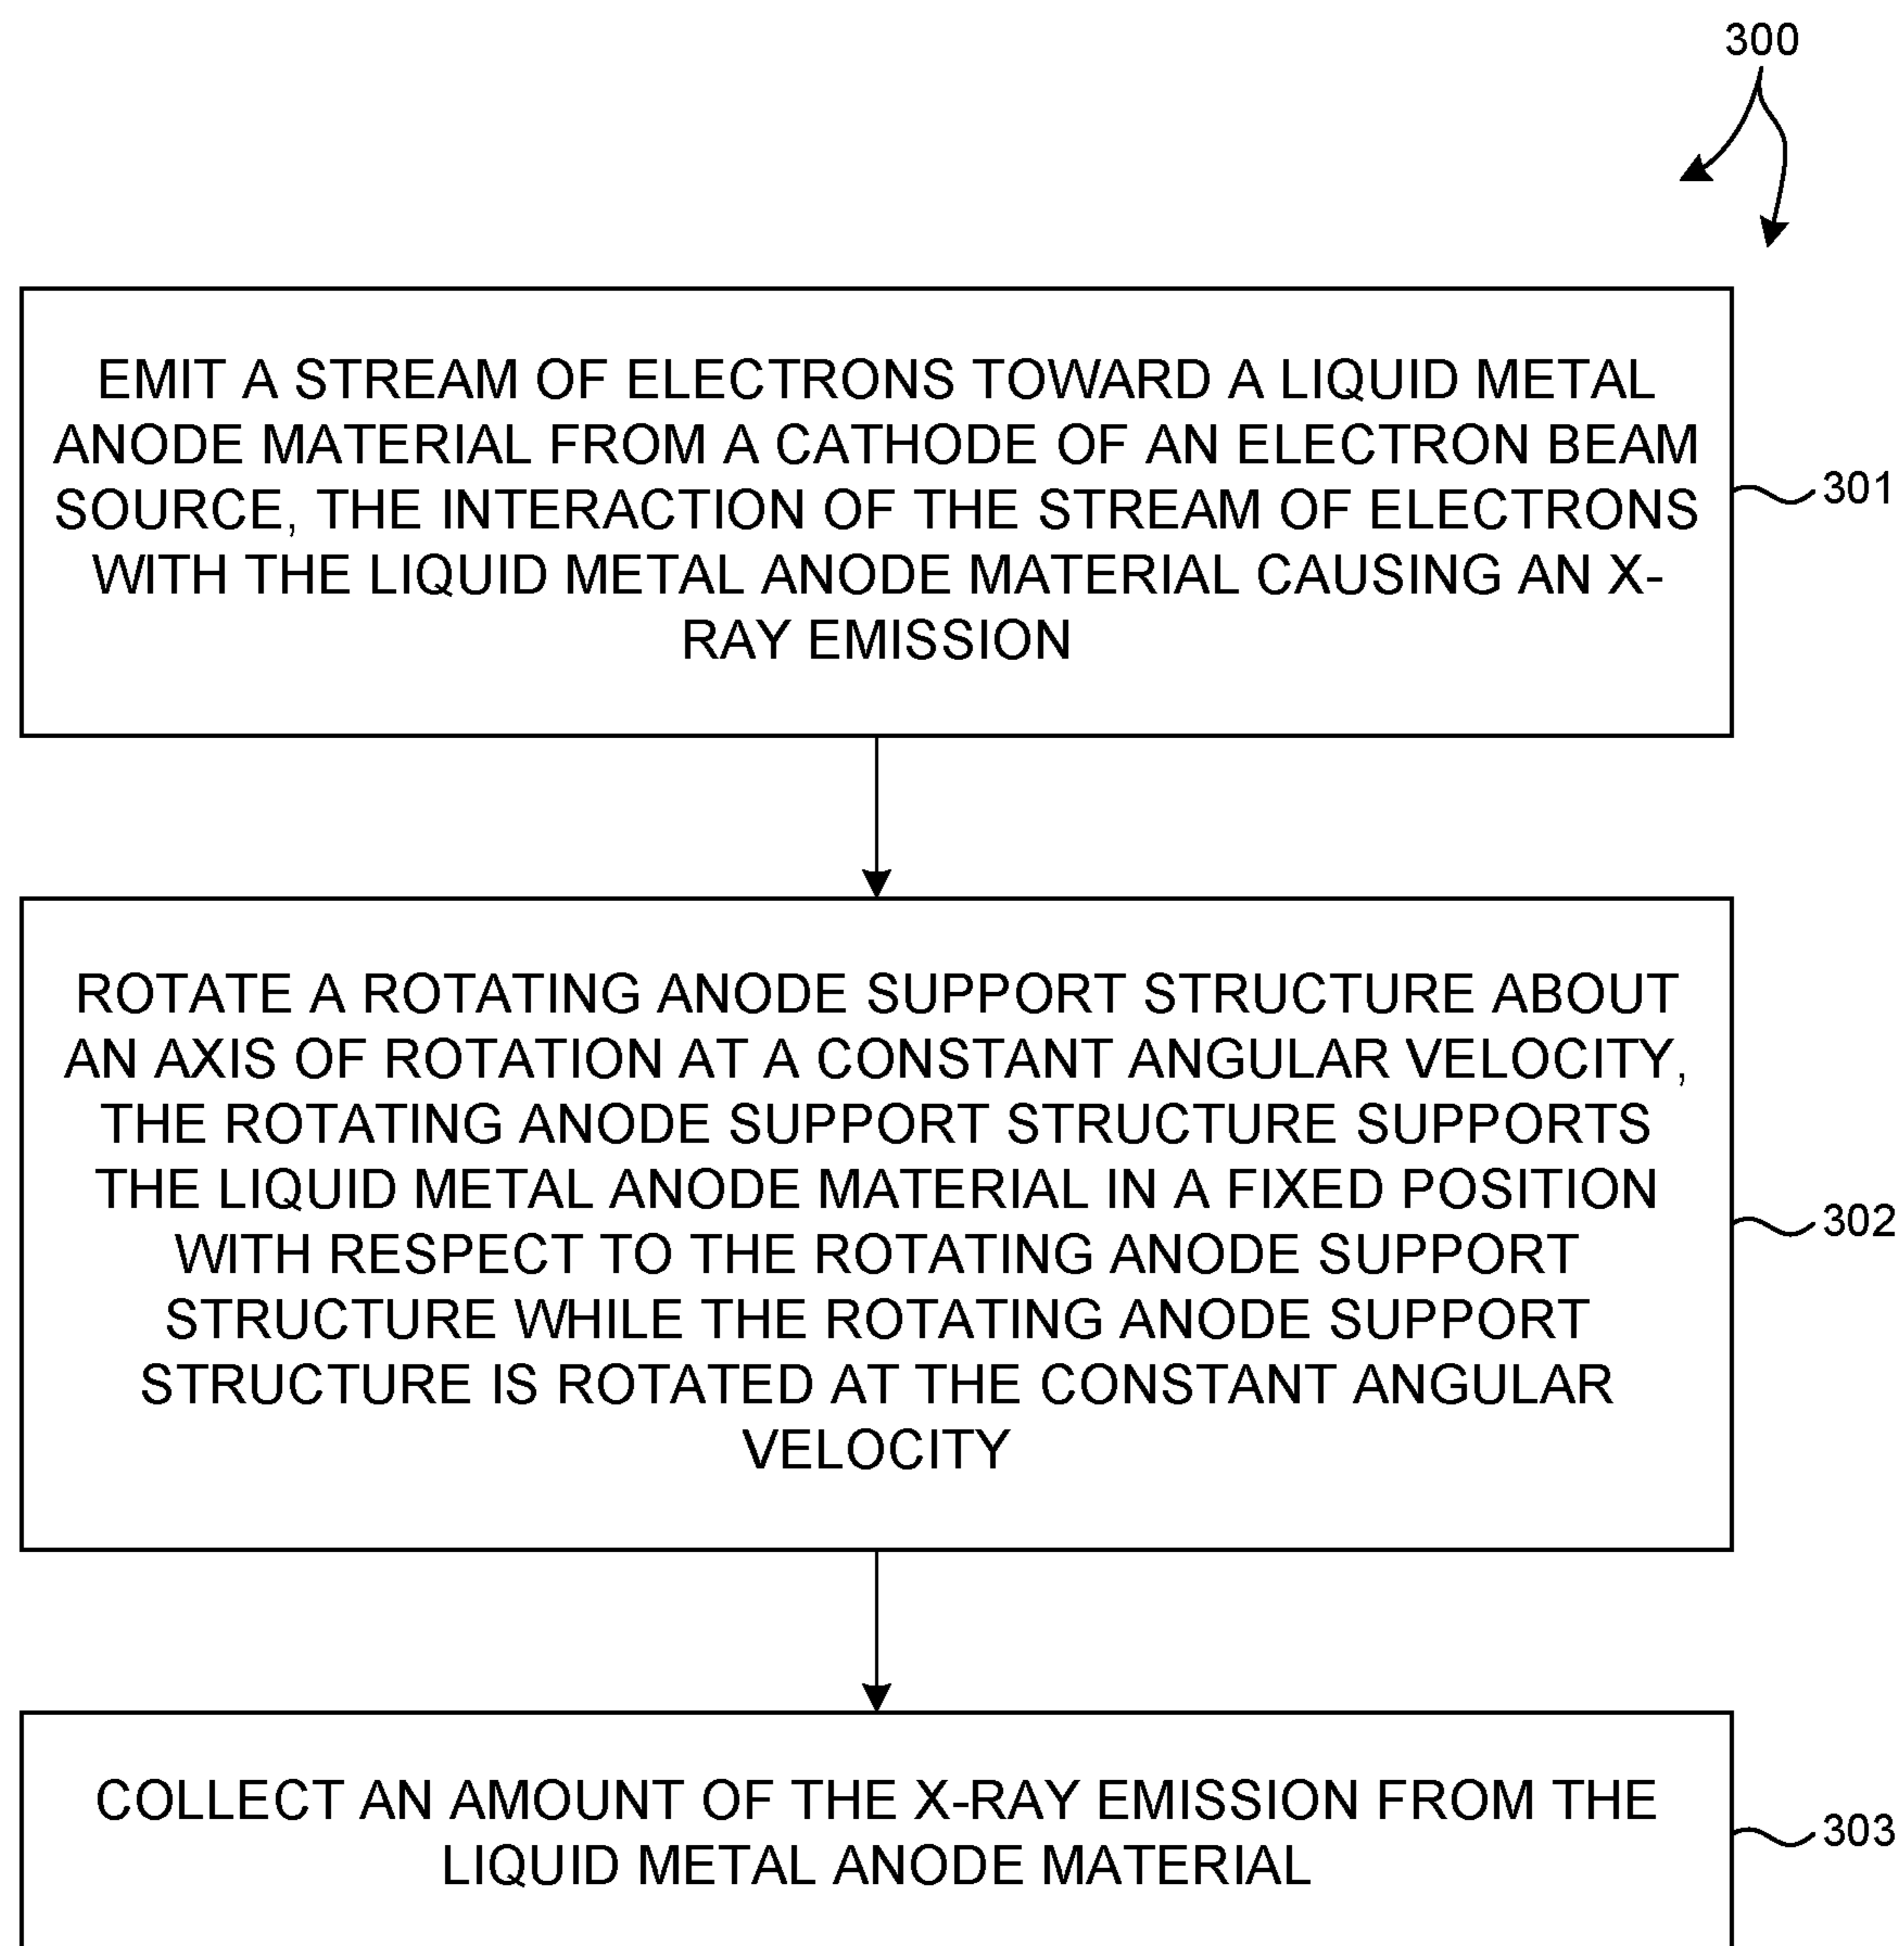 300
EMIT A STREAM OF ELECTRONS TOWARD A LIQUID METAL
ANODE MATERIAL FROM A CATHODE OF AN ELECTRON BEAM
SOURCE, THE INTERACTION OF THE STREAM OF ELECTRONS
WITH THE LIQUID METAL ANODE MATERIAL CAUSING AN X-
RAY EMISSION
301
ROTATE A ROTATING ANODE SUPPORT STRUCTURE ABOUT
AN AXIS OF ROTATION AT A CONSTANT ANGULAR VELOCITY,
THE ROTATING ANODE SUPPORT STRUCTURE SUPPORTS
THE LIQUID METAL ANODE MATERIAL IN A FIXED POSITION
WITH RESPECT TO THE ROTATING ANODE SUPPORT
STRUCTURE WHILE THE ROTATING ANODE SUPPORT
STRUCTURE IS ROTATED AT THE CONSTANT ANGULAR
VELOCITY
302
COLLECT AN AMOUNT OF THE X-RAY EMISSION FROM THE
LIQUID METAL ANODE MATERIAL
303